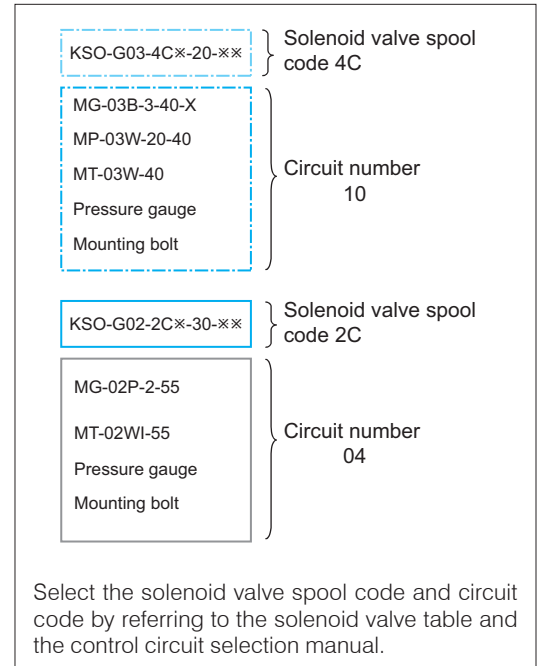 KSO-G03-4C※-20-※※
Solenoid valve spool
code 4C
MG-03B-3-40-X
MP-03W-20-40
MT-03W-40
Pressure gauge
Mounting bolt
Circuit number
10
KSO-G02-2C※-30-※※
Solenoid valve spool
code 2C
MG-02P-2-55
MT-02WI-55
Pressure gauge
Mounting bolt
Circuit number
04
Select the solenoid valve spool code and circuit
code by referring to the solenoid valve table and
the control circuit selection manual.